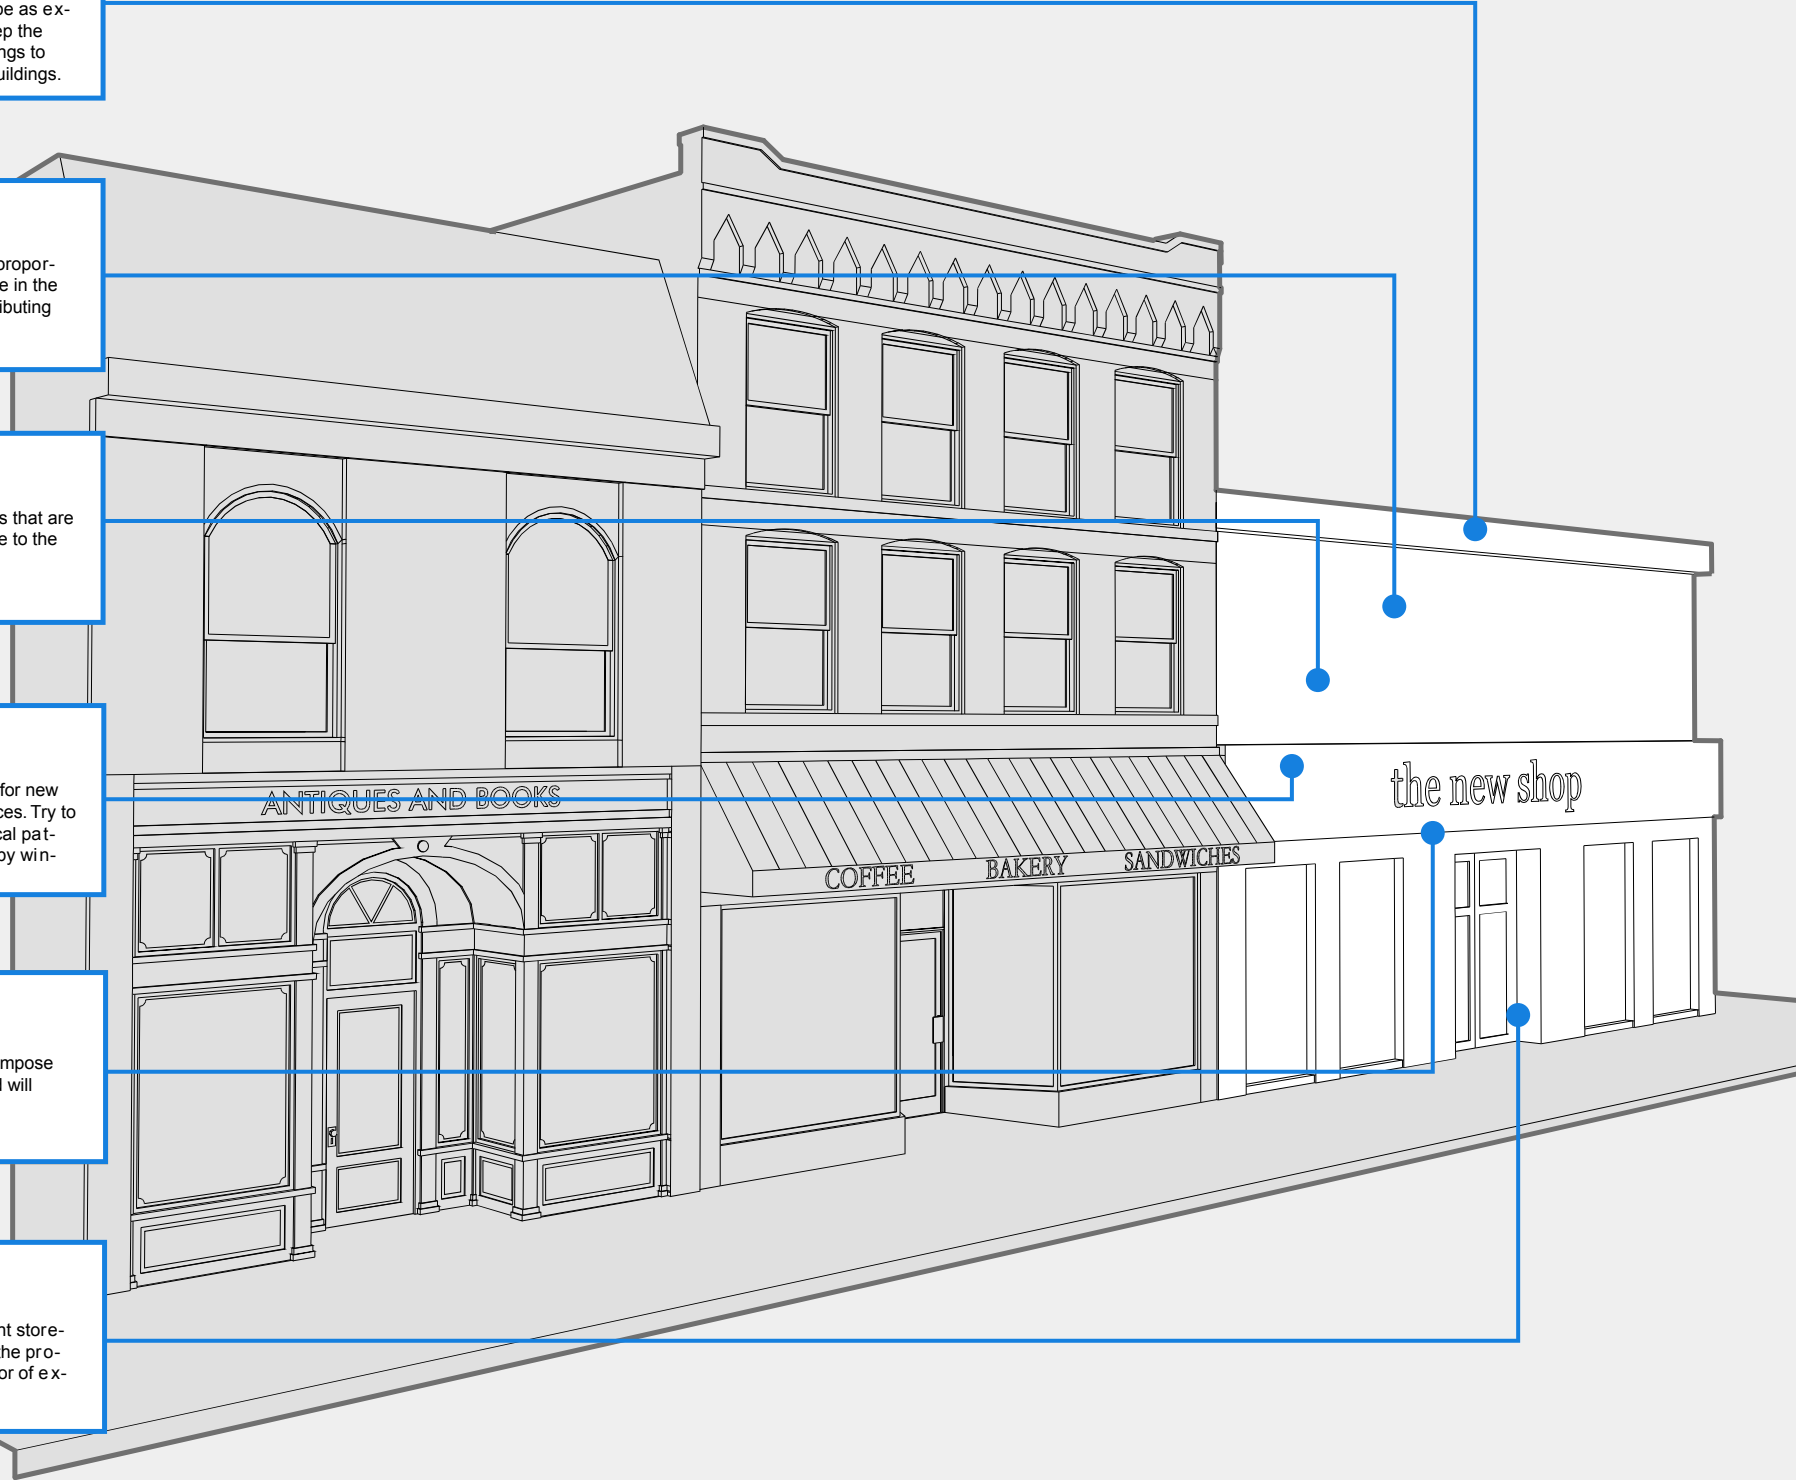 be as ex-
ep the
ngs to
uildings.
propor-
e in the
ributing
s that are
e to the
for new
ces. Try to
cal pat-
by win-
mpose
l will
nt store-
the pro-
or of ex-
ANTIQUES AND BOOKS
COFFEE BAKERY SANDWICHES
the new shop